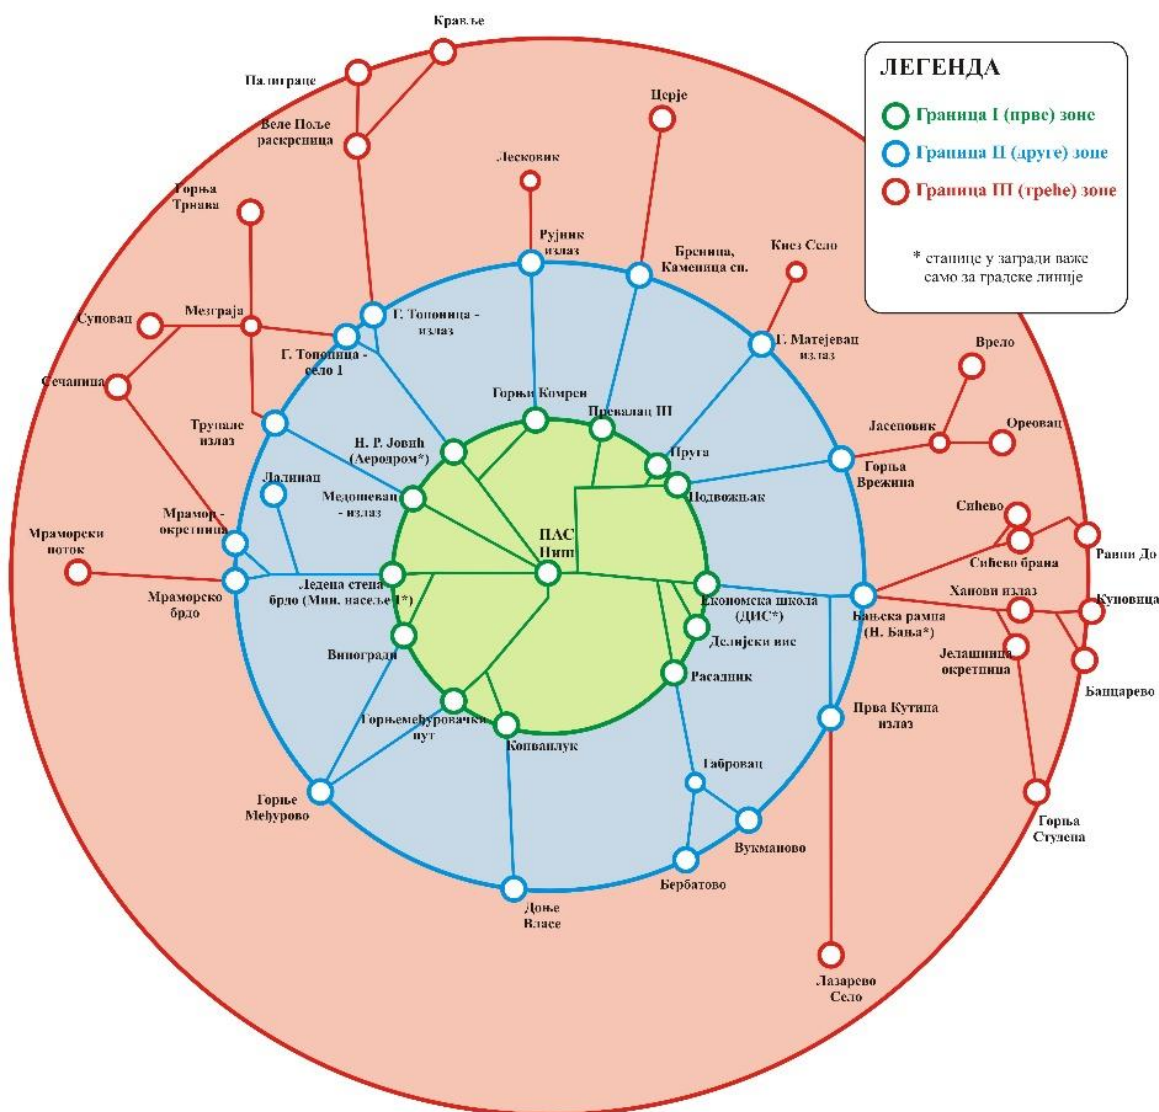 Кравље
Палиграце
Веле Поље
раскрсница
Церје
Лесковик
Горња
Трнава
Рујник
излаз
Бреница,
Каменица сп.
Кнез Село
ЛЕГЕНДА
Граница I (прве) зоне
Граница II (друге) зоне
Граница III (треће) зоне
* станице у загради важе
само за градске линије
Суповац
Мезграја
Г. Топоница -
излаз
Г. Топоница -
село 1
Г. Матејевац
излаз
Врело
Сечаница
Трупале
излаз
Горњи Комрен
Прекалац III
Јасеновик
Ореовац
Н. Р. Јовић
(Аеродром*)
Пруга
Горња
Врежина
Лалинац
Медошевац
- излаз
Подвожњак
Сићево
Мрамор -
окретница
Мраморски
поток
ПАС
Ниш
Сићево брана
Равни До
Мраморско
брдо
Ледена стена
брдо (Мин. насеље 1*)
Економска школа
(ДИС*)
Бањска рампа
(Н. Бања*)
Ханови излаз
Куновица
Виногради
Делијски вис
Јелашница
окретница
Расадник
Банцарево
Горњемеђуровачки
пут
Копванлук
Прва Кутина
излаз
Габровац
Горње
Међурово
Вукманово
Горња
Студена
Бербатово
Доње
Власе
Лазарево
Село